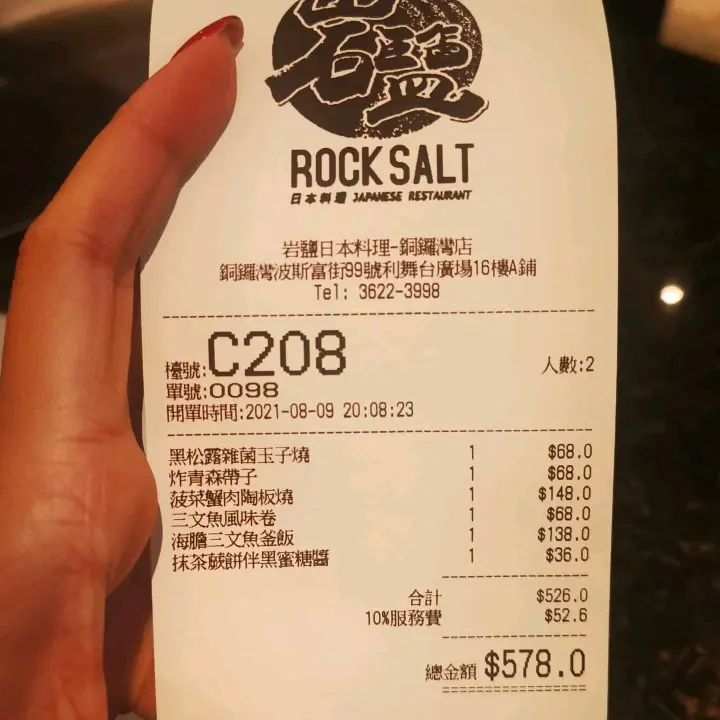 岩鹽
ROCK SALT
日本料理 JAPANESE RESTAURANT
岩鹽日本料理-銅鑼灣店
銅鑼灣波斯富街99號利舞台廣場16樓A鋪
Tel: 3622-3998
檯號:C208 人數:2
單號:0098
開單時間:2021-08-09 20:08:23
黑松露雜菌玉子燒 1 $68.0
炸青森帶子 1 $68.0
菠菜蟹肉陶板燒 1 $148.0
三文魚風味卷 1 $68.0
海膽三文魚釜飯 1 $138.0
抹茶蕨餅伴黑蜜糖醬 1 $36.0
合計 $526.0
10%服務費 $52.6
總金額 $578.0